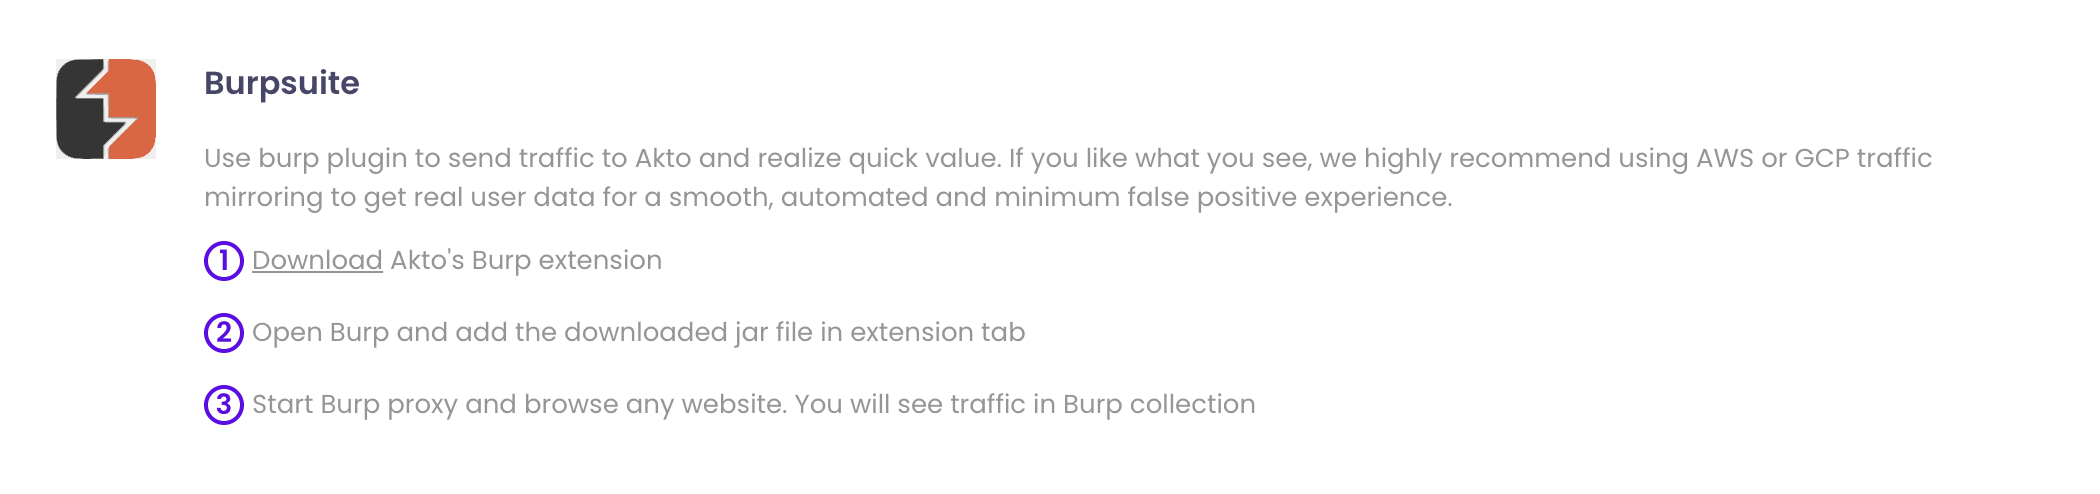 Burpsuite
Use burp plugin to send traffic to Akto and realize quick value. If you like what you see, we highly recommend using AWS or GCP traffic
mirroring to get real user data for a smooth, automated and minimum false positive experience.
1 Download Akto's Burp extension
2 Open Burp and add the downloaded jar file in extension tab
3 Start Burp proxy and browse any website. You will see traffic in Burp collection